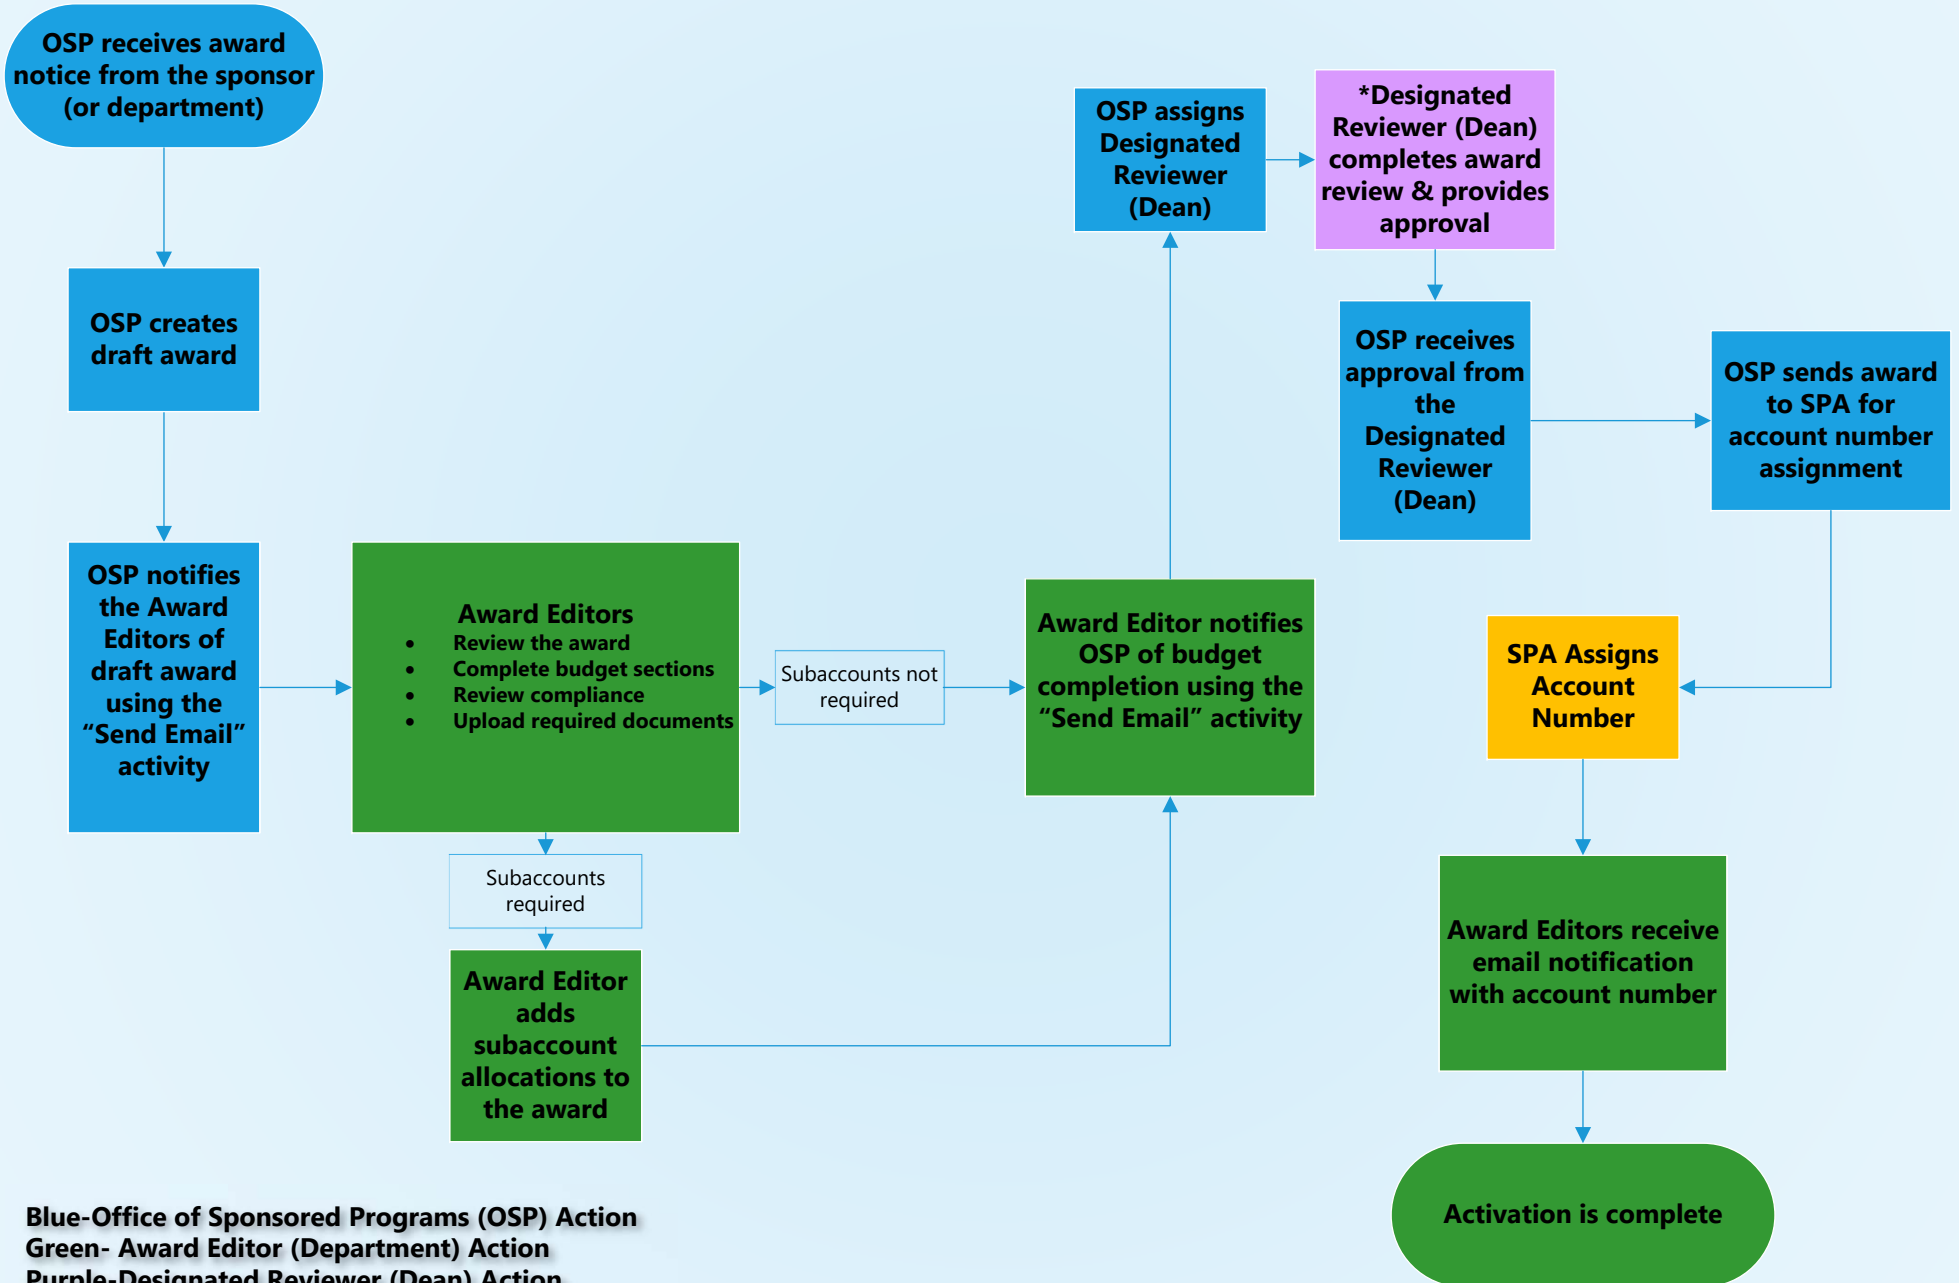 OSP receives award
notice from the sponsor
(or department)
OSP creates
draft award
OSP notifies
the Award
Editors of
draft award
using the
“Send Email”
activity
Award Editors
• Review the award
• Complete budget sections
• Review compliance
• Upload required documents
Subaccounts not
required
Subaccounts
required
Award Editor
adds
subaccount
allocations to
the award
Award Editor notifies
OSP of budget
completion using the
“Send Email” activity
OSP assigns
Designated
Reviewer
(Dean)
*Designated
Reviewer (Dean)
completes award
review & provides
approval
OSP receives
approval from
the
Designated
Reviewer
(Dean)
OSP sends award
to SPA for
account number
assignment
SPA Assigns
Account
Number
Award Editors receive
email notification
with account number
Activation is complete
Blue-Office of Sponsored Programs (OSP) Action
Green- Award Editor (Department) Action
Purple-Designated Reviewer (Dean) Action